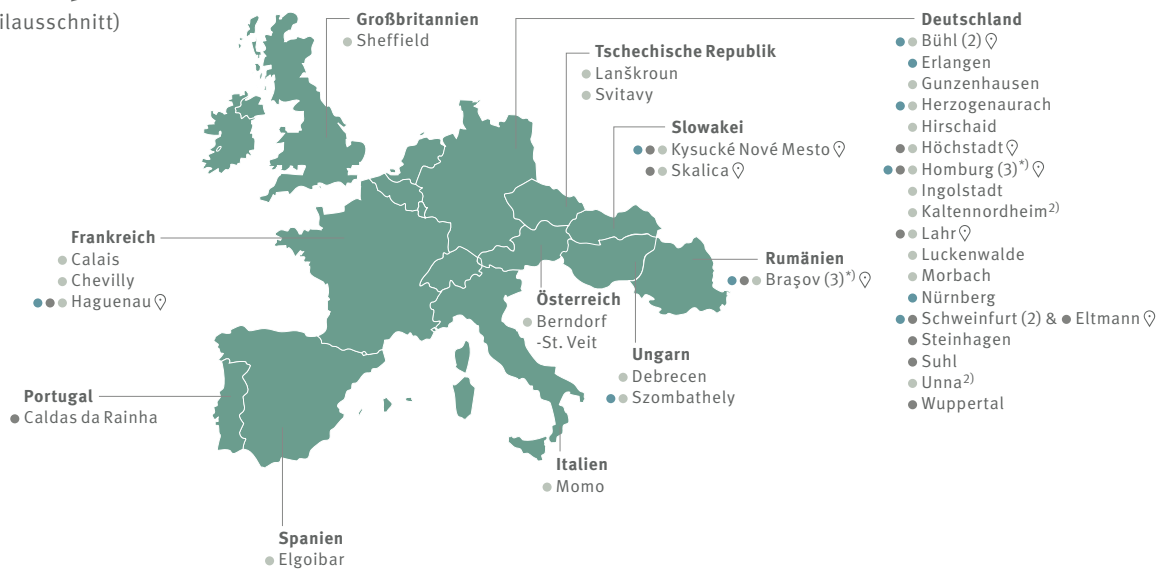 ilausschnitt)
Großbritannien
Sheffield
Tschechische Republik
Lanškroun
Svitavy
Slowakei
Kysucké Nové Mesto
Skalica
Deutschland
Bühl (2)
Erlangen
Gunzenhausen
Herzogenaurach
Hirschaid
Höchstadt
Homburg (3)*)
Ingolstadt
Kaltennordheim2)
Lahr
Luckenwalde
Morbach
Nürnberg
Schweinfurt (2) & Eltmann
Steinhagen
Suhl
Unna2)
Wuppertal
Frankreich
Calais
Chevilly
Haguenau
Rumänien
Braşov (3)*)
Österreich
Berndorf
-St. Veit
Ungarn
Debrecen
Szombathely
Portugal
Caldas da Rainha
Italien
Momo
Spanien
Elgoibar